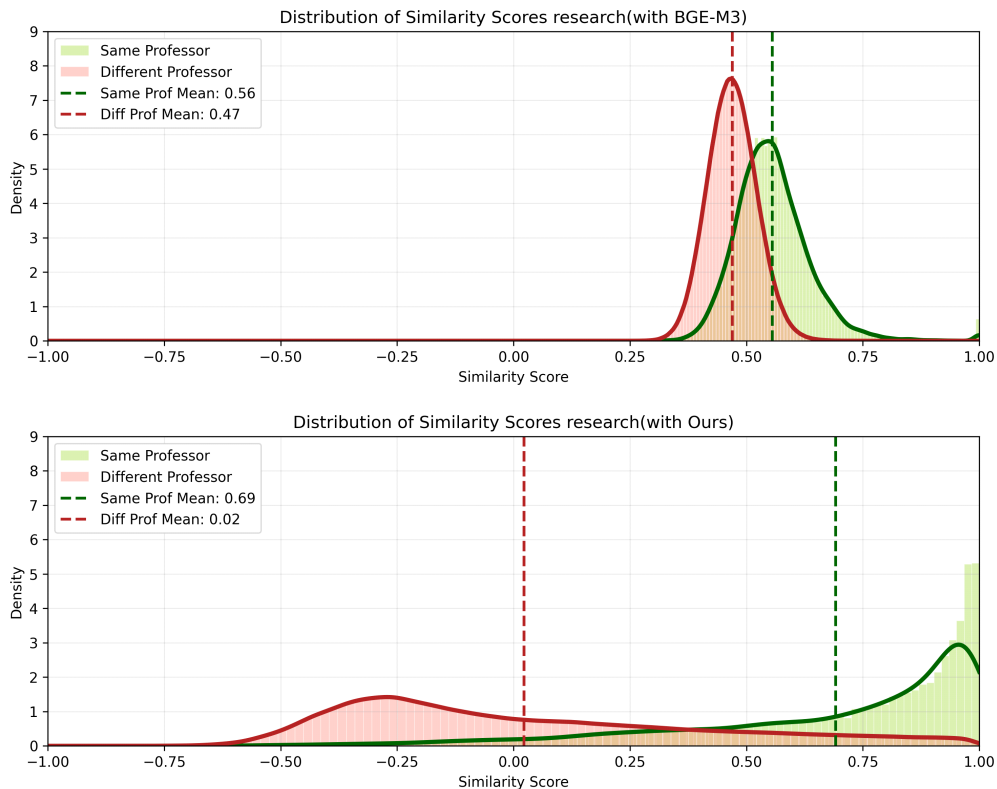 Distribution of Similarity Scores research(with BGE-M3)
9
8
7
6
5
4
3
2
1
0
Density
Same Professor
Different Professor
Same Prof Mean: 0.56
Diff Prof Mean: 0.47
−1.00 −0.75 −0.50 −0.25 0.00 0.25 0.50 0.75 1.00
Similarity Score
Distribution of Similarity Scores research(with Ours)
9
8
7
6
5
4
3
2
1
0
Density
Same Professor
Different Professor
Same Prof Mean: 0.69
Diff Prof Mean: 0.02
−1.00 −0.75 −0.50 −0.25 0.00 0.25 0.50 0.75 1.00
Similarity Score